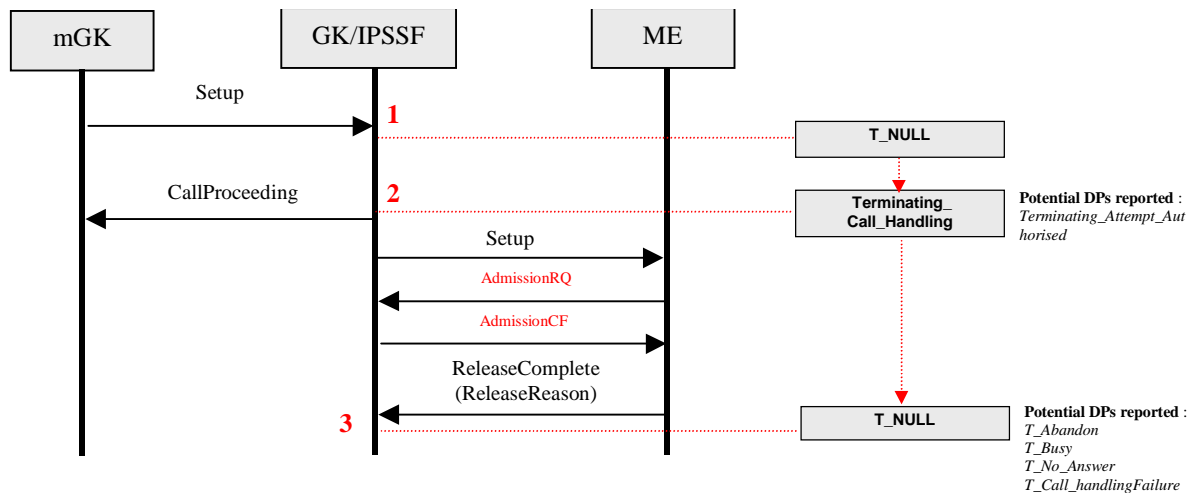 mGK
GK/IPSSF
ME
Setup
1
T_NULL
CallProceeding
2
Terminating_
Call_Handling
Potential DPs reported :
Terminating_Attempt_Aut
horised
Setup
AdmissionRQ
AdmissionCF
ReleaseComplete
(ReleaseReason)
3
T_NULL
Potential DPs reported :
T_Abandon
T_Busy
T_No_Answer
T_Call_handlingFailure